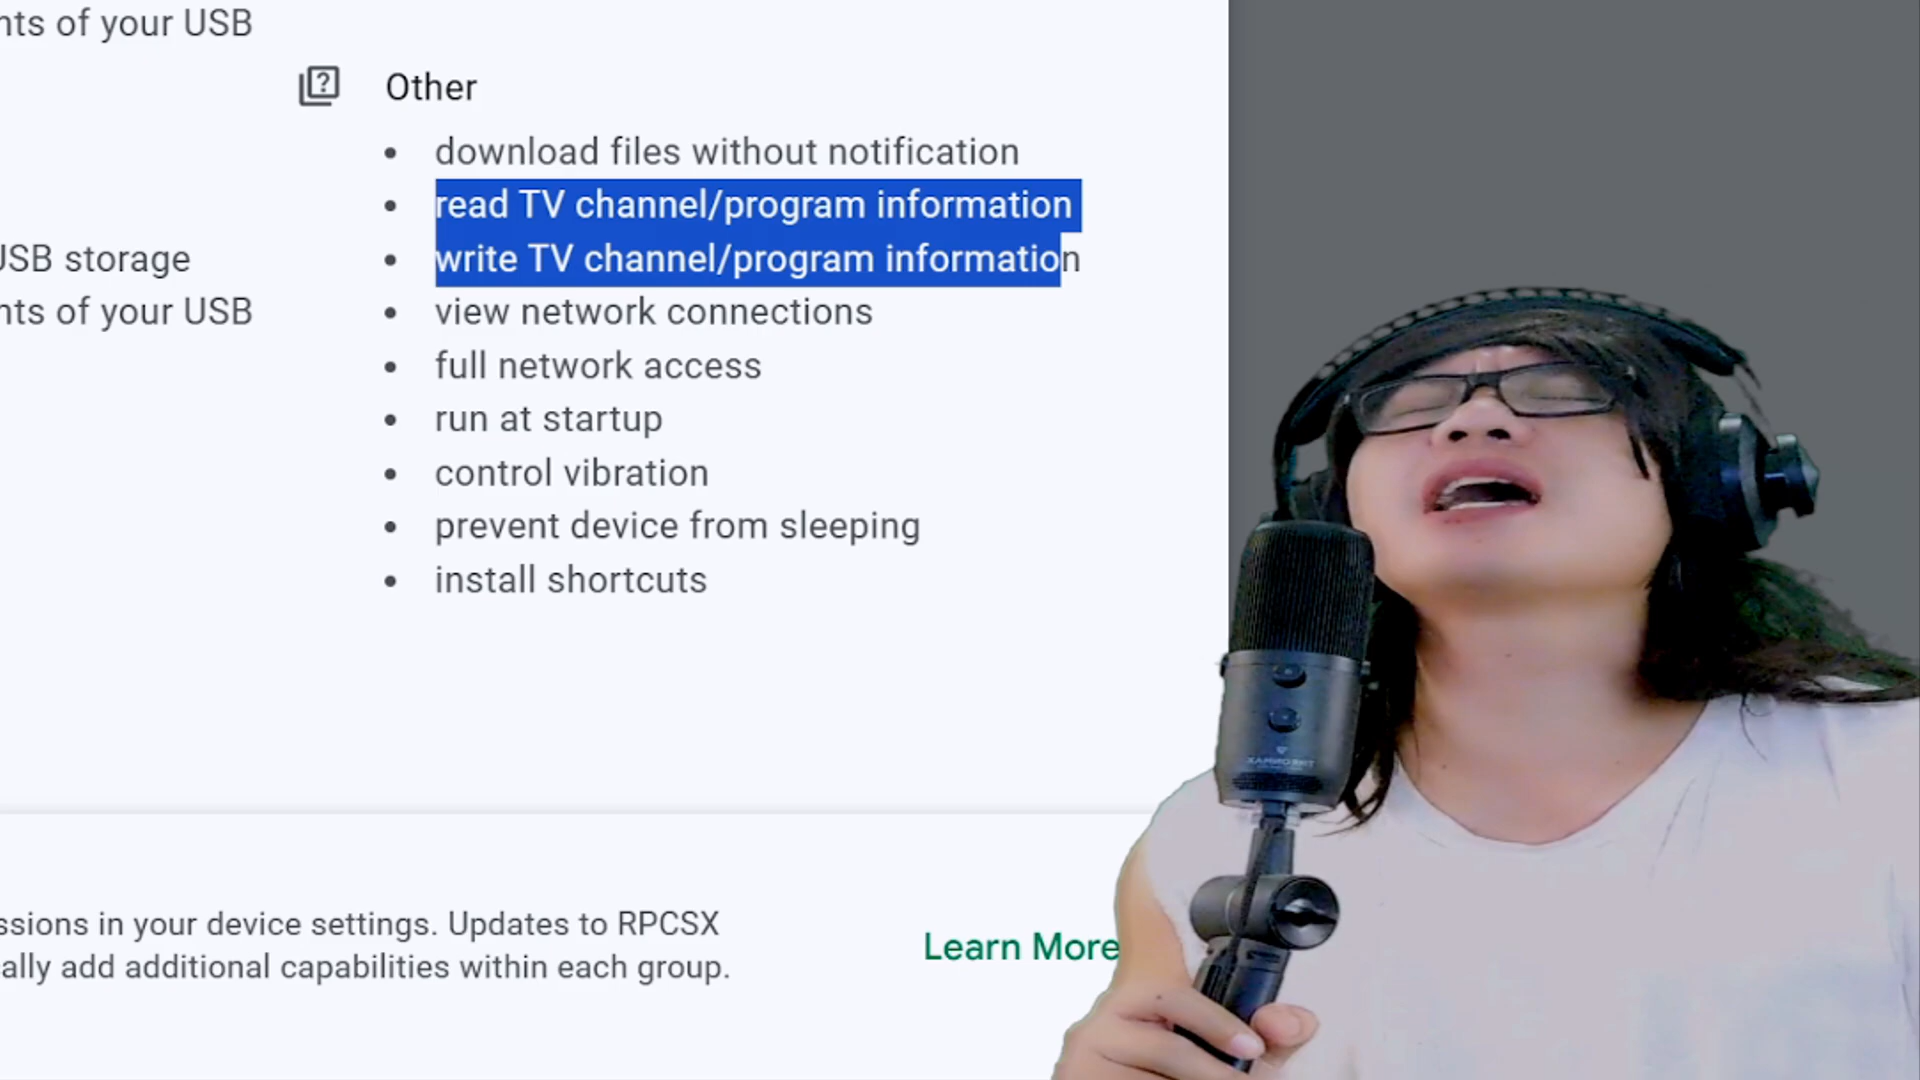 nts of your USB
Other
download files without notification
read TV channel/program information
write TV channel/program information
USB storage
nts of your USB
view network connections
full network access
run at startup
control vibration
prevent device from sleeping
install shortcuts
ssions in your device settings. Updates to RPCSX
ally add additional capabilities within each group.
Learn More